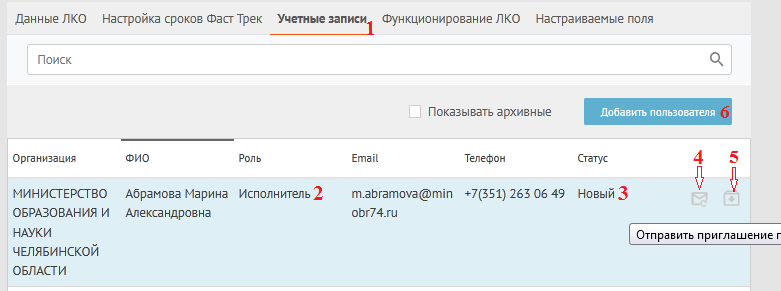 Данные ЛКО Настройка сроков Фаст Трек Учетные записи 1 Функционирование ЛКО Настраиваемые поля
Поиск
Показывать архивные Добавить пользователя 6
Организация ФИО Роль Email Телефон Статус 4 5
МИНИСТЕРСТВО Абрамова Марина Исполнитель 2 m.abramova@min +7(351) 263 06 49 Новый 3
ОБРАЗОВАНИЯ И Александровна obr74.ru
НАУКИ
Отправить приглашение п
ЧЕЛЯБИНСКОЙ
ОБЛАСТИ